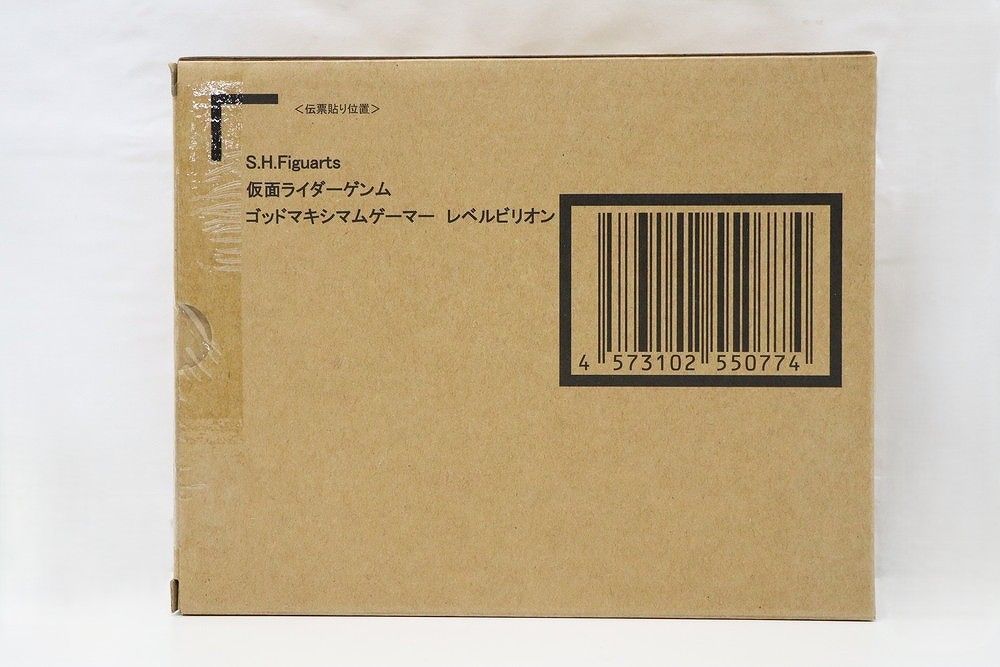 ＜伝票貼り位置＞
S.H.Figuarts
仮面ライダーゲンム
ゴッドマキシマムゲーマー レベルビリオン
4 573102 550774